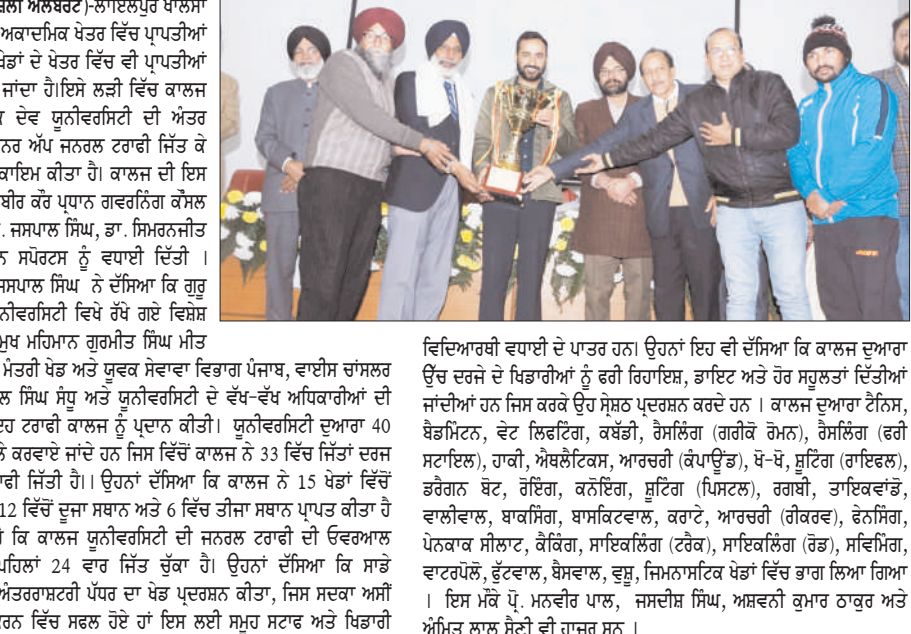 ਅਲਬਰਟ)-ਲਾਇਲਪੁਰ ਖਾਲਸਾ
ਅਕਾਦਮਿਕ ਖੇਤਰ ਵਿੱਚ ਪ੍ਰਾਪਤੀਆਂ
ਖੇਡਾਂ ਦੇ ਖੇਤਰ ਵਿੱਚ ਵੀ ਪ੍ਰਾਪਤੀਆਂ
ਜਾਂਦਾ ਹੈ।ਇਸੇ ਲੜੀ ਵਿੱਚ ਕਾਲਜ
ਦੇਵ ਯੂਨੀਵਰਸਿਟੀ ਦੀ ਅੰਤਰ
ਅੱਪ ਜਨਰਲ ਟਰਾਫੀ ਜਿੱਤ ਕੇ
ਕਾਇਮ ਕੀਤਾ ਹੈ। ਕਾਲਜ ਦੀ ਇਸ
ਕੌਰ ਪ੍ਰਧਾਨ ਗਵਰਨਿੰਗ ਕੌਂਸਲ
ਜਸਪਾਲ ਸਿੰਘ, ਡਾ. ਸਿਮਰਨਜੀਤ
ਸਪੋਰਟਸ ਨੂੰ ਵਧਾਈ ਦਿੱਤੀ ।
ਜਸਪਾਲ ਸਿੰਘ ਨੇ ਦੱਸਿਆ ਕਿ ਗੁਰੂ
ਵਿਖੇ ਰੱਖੇ ਗਏ ਵਿਸ਼ੇਸ਼
ਮਹਿਮਾਨ ਗੁਰਮੀਤ ਸਿੰਘ ਮੀਤ
ਮੰਤਰੀ ਖੇਡ ਅਤੇ ਯੁਵਕ ਸੇਵਾਵਾ ਵਿਭਾਗ ਪੰਜਾਬ, ਵਾਈਸ ਚਾਂਸਲਰ
ਸਿੰਘ ਸੰਧੂ ਅਤੇ ਯੂਨੀਵਰਸਿਟੀ ਦੇ ਵੱਖ-ਵੱਖ ਅਧਿਕਾਰੀਆਂ ਦੀ
ਟਰਾਫੀ ਕਾਲਜ ਨੂੰ ਪ੍ਰਦਾਨ ਕੀਤੀ। ਯੂਨੀਵਰਸਿਟੀ ਦੁਆਰਾ 40
ਕਰਵਾਏ ਜਾਂਦੇ ਹਨ ਜਿਸ ਵਿੱਚੋਂ ਕਾਲਜ ਨੇ 33 ਵਿੱਚ ਜਿੱਤਾਂ ਦਰਜ
ਜਿੱਤੀ ਹੈ।। ਉਹਨਾਂ ਦੱਸਿਆ ਕਿ ਕਾਲਜ ਨੇ 15 ਖੇਡਾਂ ਵਿੱਚੋਂ
12 ਵਿੱਚੋਂ ਦੂਜਾ ਸਥਾਨ ਅਤੇ 6 ਵਿੱਚ ਤੀਜਾ ਸਥਾਨ ਪ੍ਰਾਪਤ ਕੀਤਾ ਹੈ
ਕਿ ਕਾਲਜ ਯੂਨੀਵਰਸਿਟੀ ਦੀ ਜਨਰਲ ਟਰਾਫੀ ਦੀ ਓਵਰਆਲ
ਪਹਿਲਾਂ 24 ਵਾਰ ਜਿੱਤ ਚੁੱਕਾ ਹੈ। ਉਹਨਾਂ ਦੱਸਿਆ ਕਿ ਸਾਡੇ
ਅੰਤਰਰਾਸ਼ਟਰੀ ਪੱਧਰ ਦਾ ਖੇਡ ਪ੍ਰਦਰਸ਼ਨ ਕੀਤਾ, ਜਿਸ ਸਦਕਾ ਅਸੀਂ
ਵਿੱਚ ਸਫਲ ਹੋਏ ਹਾਂ ਇਸ ਲਈ ਸਮੂਹ ਸਟਾਫ ਅਤੇ ਖਿਡਾਰੀ
ਵਿਦਿਆਰਥੀ ਵਧਾਈ ਦੇ ਪਾਤਰ ਹਨ। ਉਹਨਾਂ ਇਹ ਵੀ ਦੱਸਿਆ ਕਿ ਕਾਲਜ ਦੁਆਰਾ
ਉੱਚ ਦਰਜੇ ਦੇ ਖਿਡਾਰੀਆਂ ਨੂੰ ਫਰੀ ਰਿਹਾਇਸ਼, ਡਾਇਟ ਅਤੇ ਹੋਰ ਸਹੂਲਤਾਂ ਦਿੱਤੀਆਂ
ਜਾਂਦੀਆਂ ਹਨ ਜਿਸ ਕਰਕੇ ਉਹ ਸ੍ਰੇਸ਼ਠ ਪ੍ਰਦਰਸ਼ਨ ਕਰਦੇ ਹਨ । ਕਾਲਜ ਦੁਆਰਾ ਟੈਨਿਸ,
ਬੈਡਮਿੰਟਨ, ਵੇਟ ਲਿਫਟਿੰਗ, ਕਬੱਡੀ, ਰੈਸਲਿੰਗ (ਗਰੀਕੋ ਰੋਮਨ), ਰੈਸਲਿੰਗ (ਫਰੀ
ਸਟਾਇਲ), ਹਾਕੀ, ਐਥਲੈਟਿਕਸ, ਆਰਚਰੀ (ਕੰਪਾਊਂਡ), ਖੋ-ਖੋ, ਸ਼ੂਟਿੰਗ (ਰਾਇਫਲ),
ਡਰੈਗਨ ਬੋਟ, ਰੋਇੰਗ, ਕਨੋਇੰਗ, ਸ਼ੂਟਿੰਗ (ਪਿਸਟਲ), ਰਗਬੀ, ਤਾਇਕਵਾਂਡੋ,
ਵਾਲੀਵਾਲ, ਬਾਕਸਿੰਗ, ਬਾਸਕਿਟਵਾਲ, ਕਰਾਟੇ, ਆਰਚਰੀ (ਰੀਕਰਵ), ਫੇਨਸਿੰਗ,
ਪੇਨਕਾਕ ਸੀਲਾਟ, ਕੈਕਿੰਗ, ਸਾਇਕਲਿੰਗ (ਟਰੈਕ), ਸਾਇਕਲਿੰਗ (ਰੋਡ), ਸਵਿਮਿੰਗ,
ਵਾਟਰਪੋਲੋ, ਫੁੱਟਵਾਲ, ਬੈਸਵਾਲ, ਵੁਸ਼ੂ, ਜਿਮਨਾਸਟਿਕ ਖੇਡਾਂ ਵਿੱਚ ਭਾਗ ਲਿਆ ਗਿਆ
। ਇਸ ਮੌਕੇ ਪ੍ਰੋ. ਮਨਵੀਰ ਪਾਲ, ਜਸਦੀਸ਼ ਸਿੰਘ, ਅਸ਼ਵਨੀ ਕੁਮਾਰ ਠਾਕੁਰ ਅਤੇ
ਅੰਮ੍ਰਿਤ ਲਾਲ ਸੈਣੀ ਵੀ ਹਾਜ਼ਰ ਸਨ ।